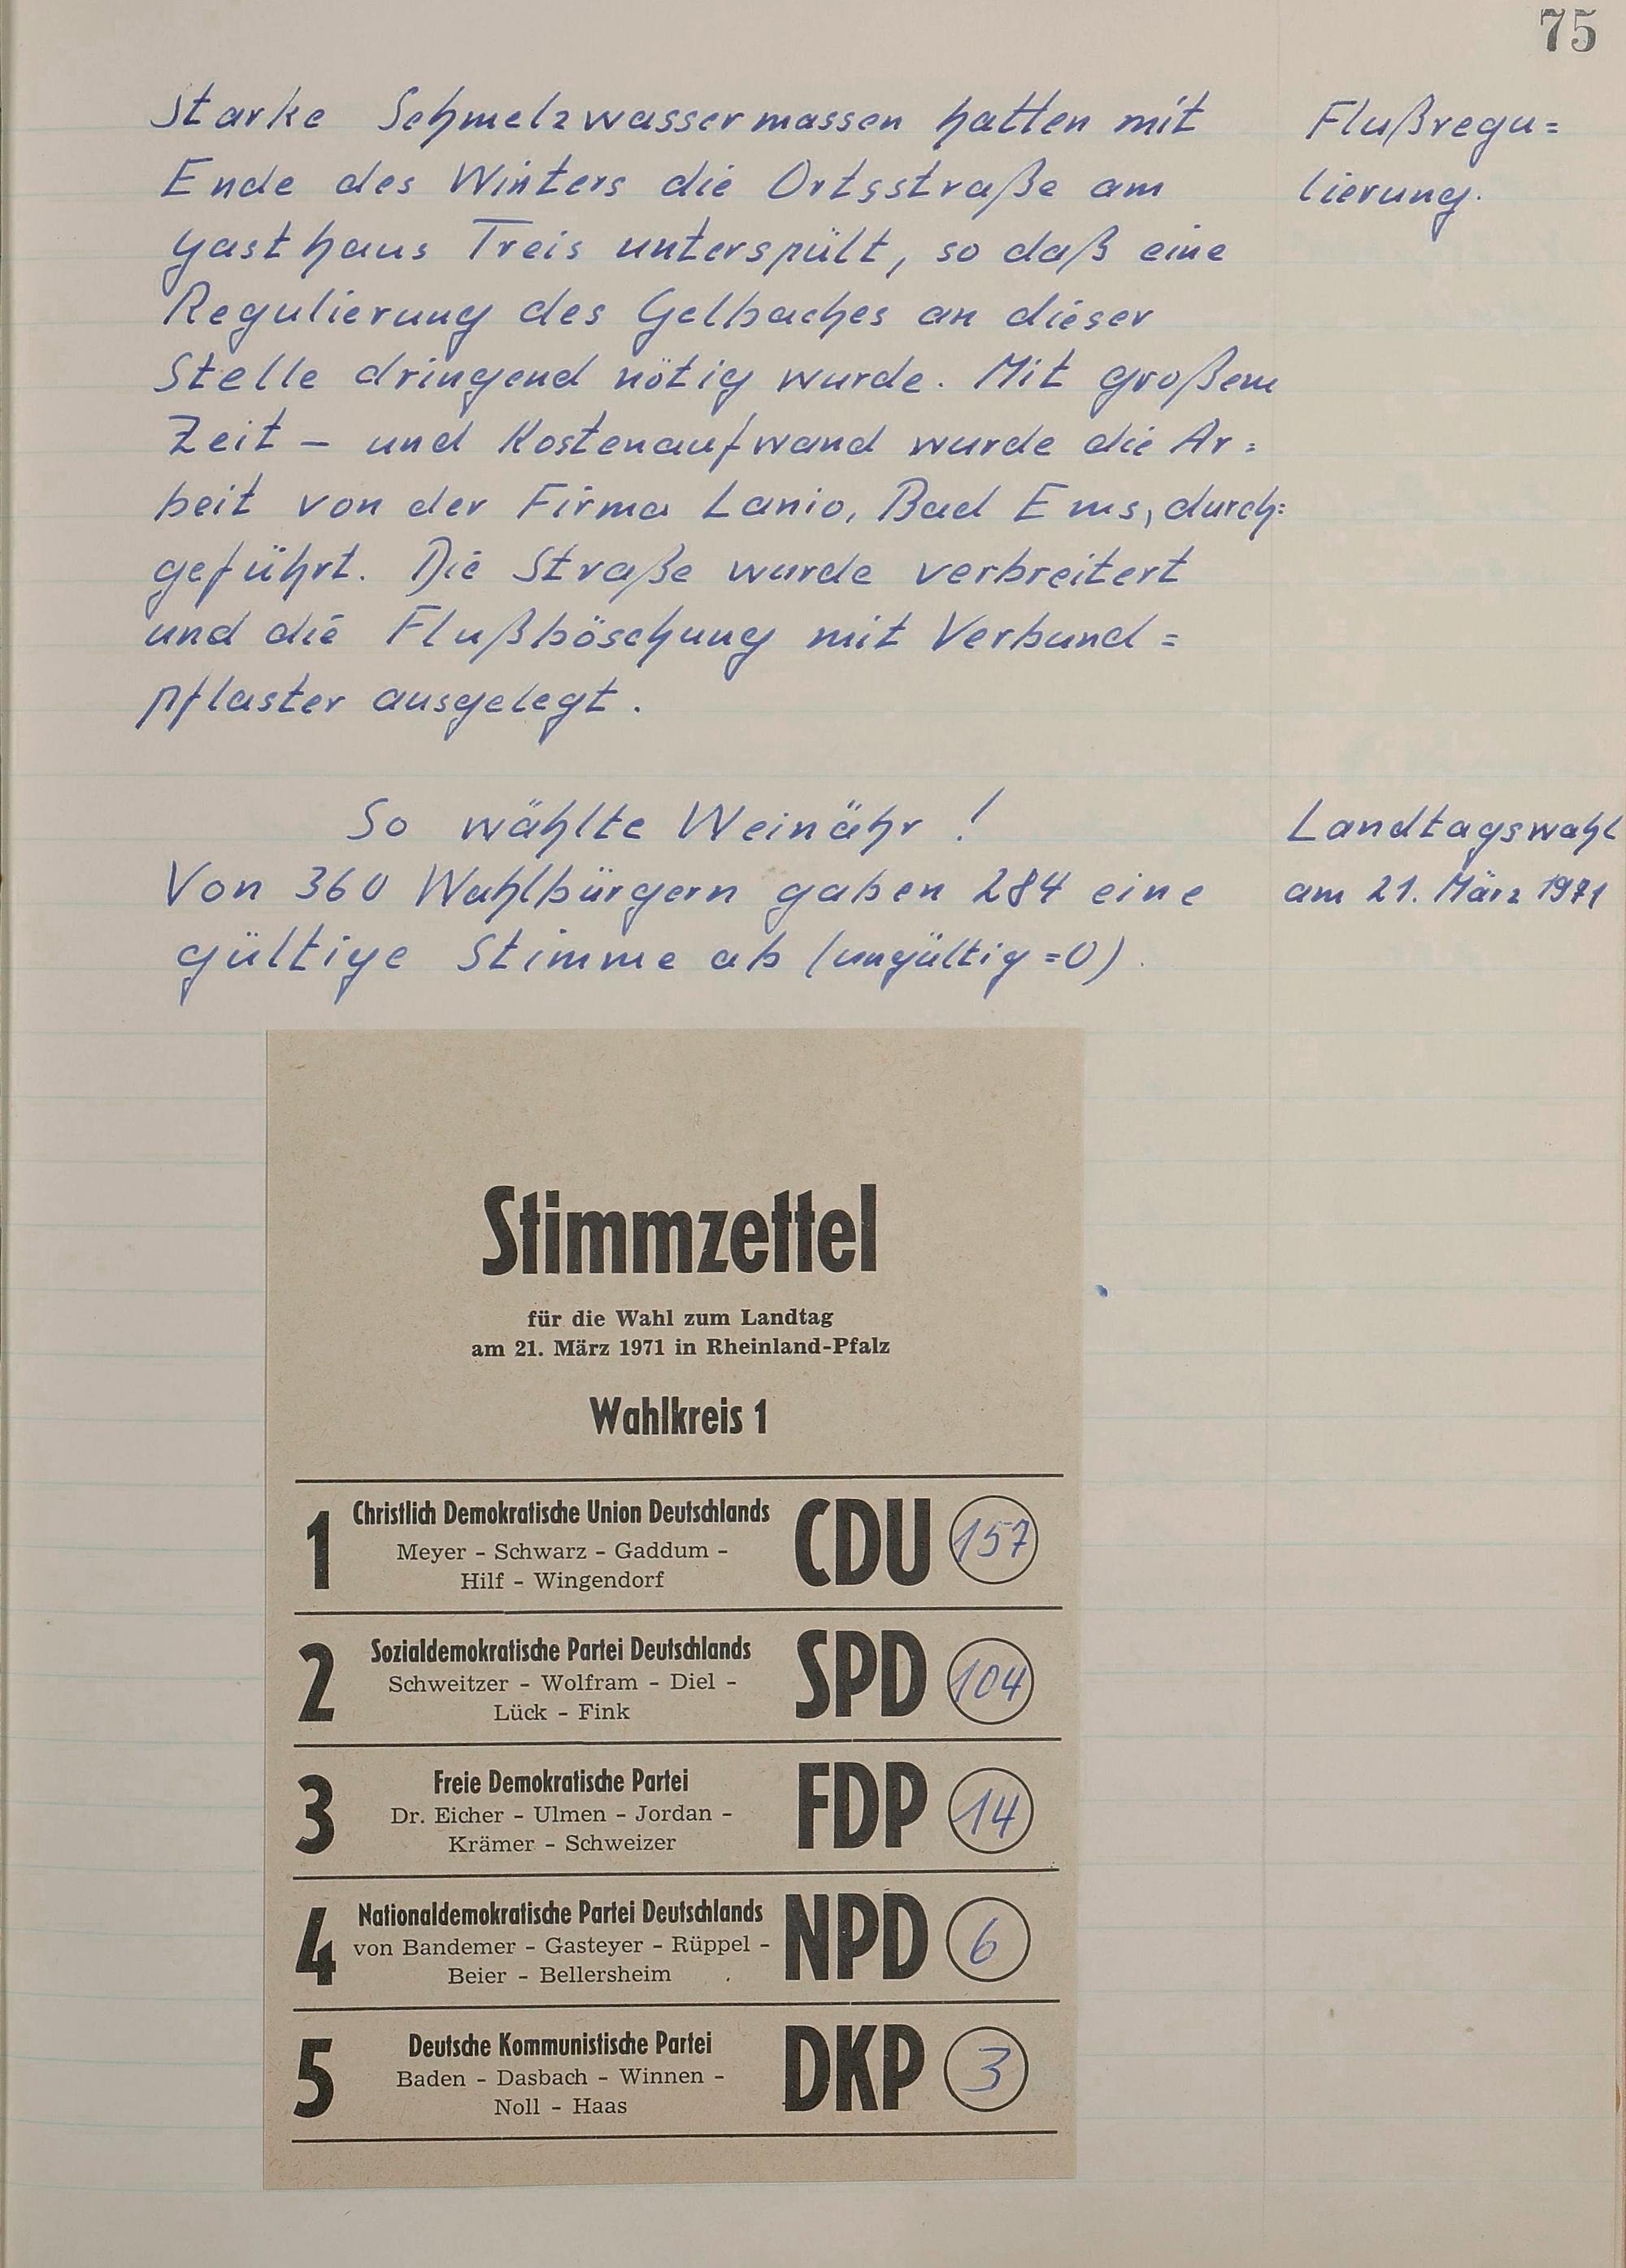 75
Starke Schmelzwassermassen hatten mit
Ende des Winters die Ortsstraße am
Gasthaus Treis unterspült, so daß eine
Regulierung des Gelbaches an dieser
Stelle dringend nötig wurde. Mit großem
Zeit - und Kostenaufwand wurde die Ar=
beit von der Firma Lanio, Bad Ems, durch=
geführt. Die Straße wurde verbreitert
und die Flußböschung mit Verbund=
pflaster ausgelegt.
Flußregu=
lierung.
So wählte Weinähr!
Von 360 Wahlbürgern gaben 284 eine
gültige Stimme ab (ungültig =0).
Landtagswahl
am 21. März 1971
Stimmzettel
für die Wahl zum Landtag
am 21. März 1971 in Rheinland-Pfalz
Wahlkreis 1
1 Christlich Demokratische Union Deutschlands CDU 157
Meyer - Schwarz - Gaddum -
Hilf - Wingendorf
2 Sozialdemokratische Partei Deutschlands SPD 104
Schweitzer - Wolfram - Diel -
Lück - Fink
3 Freie Demokratische Partei FDP 14
Dr. Eicher - Ulmen - Jordan -
Krämer - Schweizer
4 Nationaldemokratische Partei Deutschlands NPD 6
von Bandemer - Gasteyer - Rüppel -
Beier - Bellersheim
5 Deutsche Kommunistische Partei DKP 3
Baden - Dasbach - Winnen -
Noll - Haas